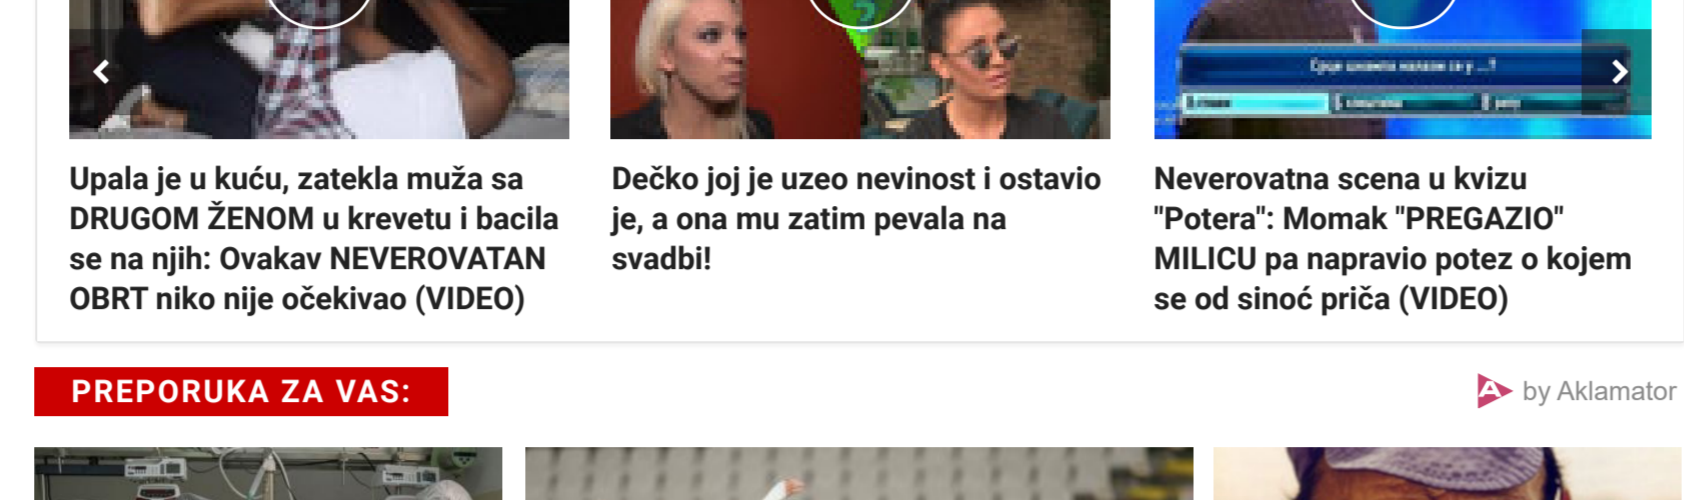 Upala je u kuću, zatekla muža sa
DRUGOM ŽENOM u krevetu i bacila
se na njih: Ovakav NEVEROVATAN
OBRT niko nije očekivao (VIDEO)
Dečko joj je uzeo nevinost i ostavio
je, a ona mu zatim pevala na
svadbi!
Neverovatna scena u kvizu
"Potera": Momak "PREGAZIO"
MILICU pa napravio potez o kojem
se od sinoć priča (VIDEO)
PREPORUKA ZA VAS:
by Aklamator